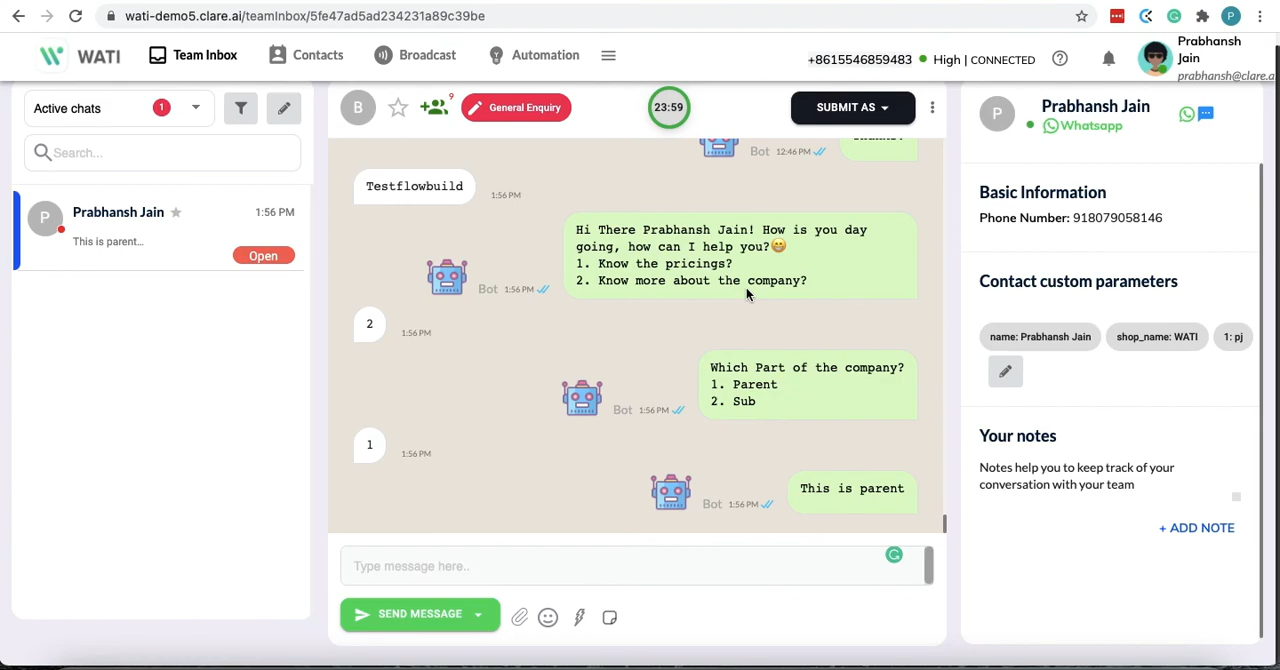 wati-demo5.clare.ai/teamInbox/5fe47ad5ad234231a89c39be
P
WATI
Team Inbox
Contacts
Broadcast
Automation
+8615546859483
High | CONNECTED
Prabhansh
Jain
prabhansh@clare.a
Active chats
1
Search...
P
Prabhansh Jain
1:56 PM
This is parent...
Open
B
9
General Enquiry
23:59
SUBMIT AS
Bot 12:46 PM
Testflowbuild
1:56 PM
Hi There Prabhansh Jain! How is you day
going, how can I help you?😁
1. Know the pricings?
2. Know more about the company?
Bot 1:56 PM
2
1:56 PM
Which Part of the company?
1. Parent
2. Sub
Bot 1:56 PM
1
1:56 PM
This is parent
Bot 1:56 PM
Type message here..
SEND MESSAGE
P
Prabhansh Jain
Whatsapp
Basic Information
Phone Number: 918079058146
Contact custom parameters
name: Prabhansh Jain
shop_name: WATI
1: pj
Your notes
Notes help you to keep track of your
conversation with your team
+ ADD NOTE